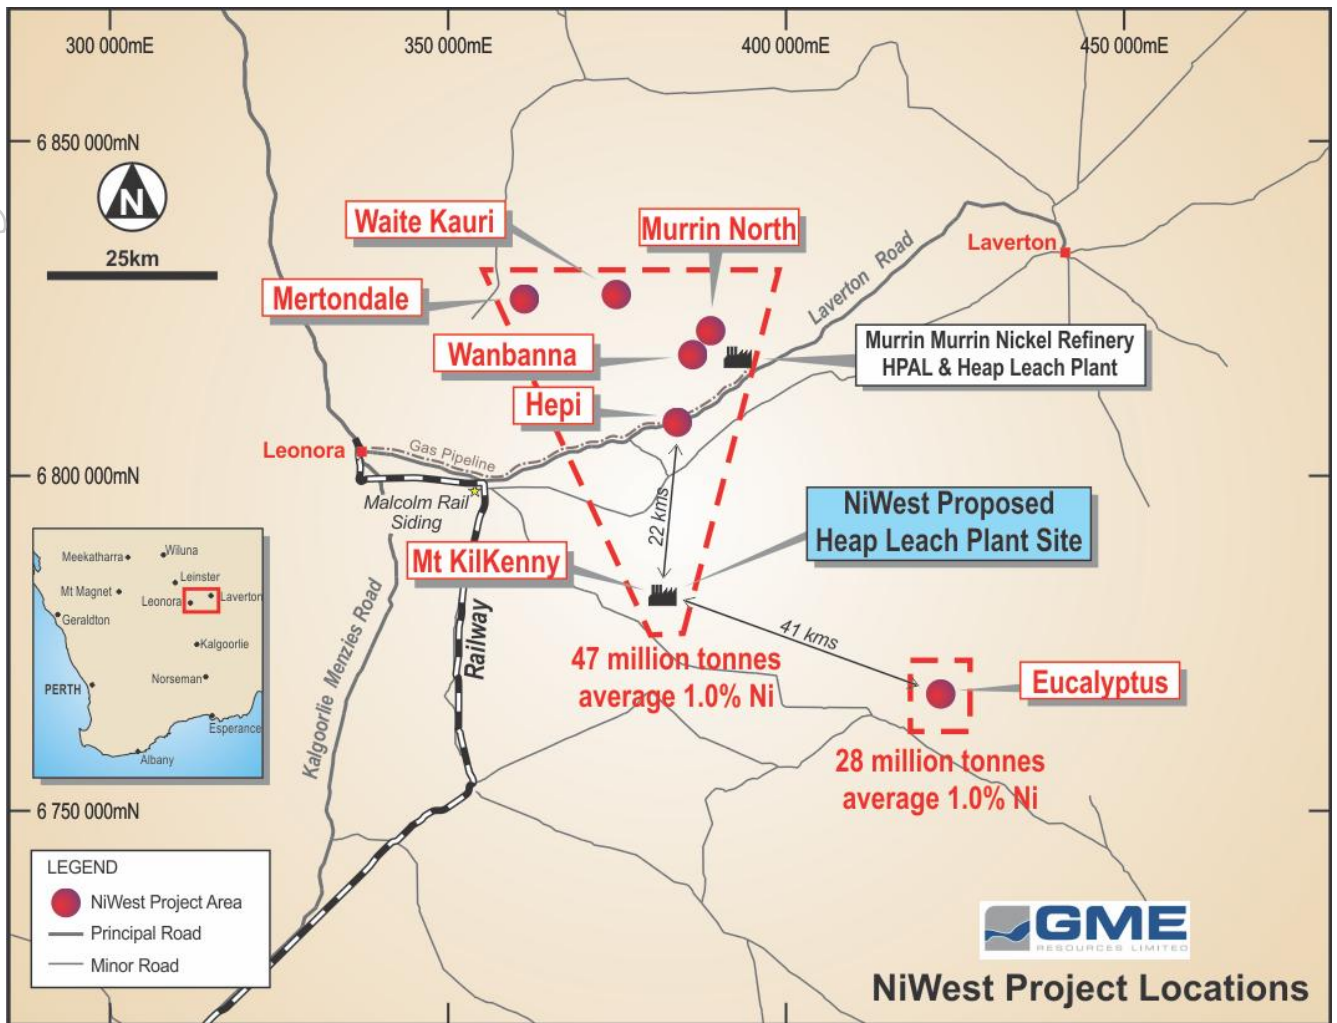 300 000mE
350 000mE
400 000mE
450 000mE
6 850 000mN
N
25km
Waite Kauri
Murrin North
Laverton
Mertondale
Laverton Road
Wanbanna
Murrin Murrin Nickel Refinery
HPAL & Heap Leach Plant
Hepi
Leonora
Gas Pipeline
6 800 000mN
Malcolm Rail
Siding
22 kms
NiWest Proposed
Heap Leach Plant Site
Mt KilKenny
Kalgoorlie Menzies Road
Railway
41 kms
47 million tonnes
average 1.0% Ni
Eucalyptus
28 million tonnes
average 1.0% Ni
Meekatharra
Wiluna
Leinster
Mt Magnet
Leonora
Laverton
Geraldton
Kalgoorlie
Norseman
PERTH
Esperance
Albany
6 750 000mN
LEGEND
NiWest Project Area
Principal Road
Minor Road
GME
RESOURCES LIMITED
NiWest Project Locations